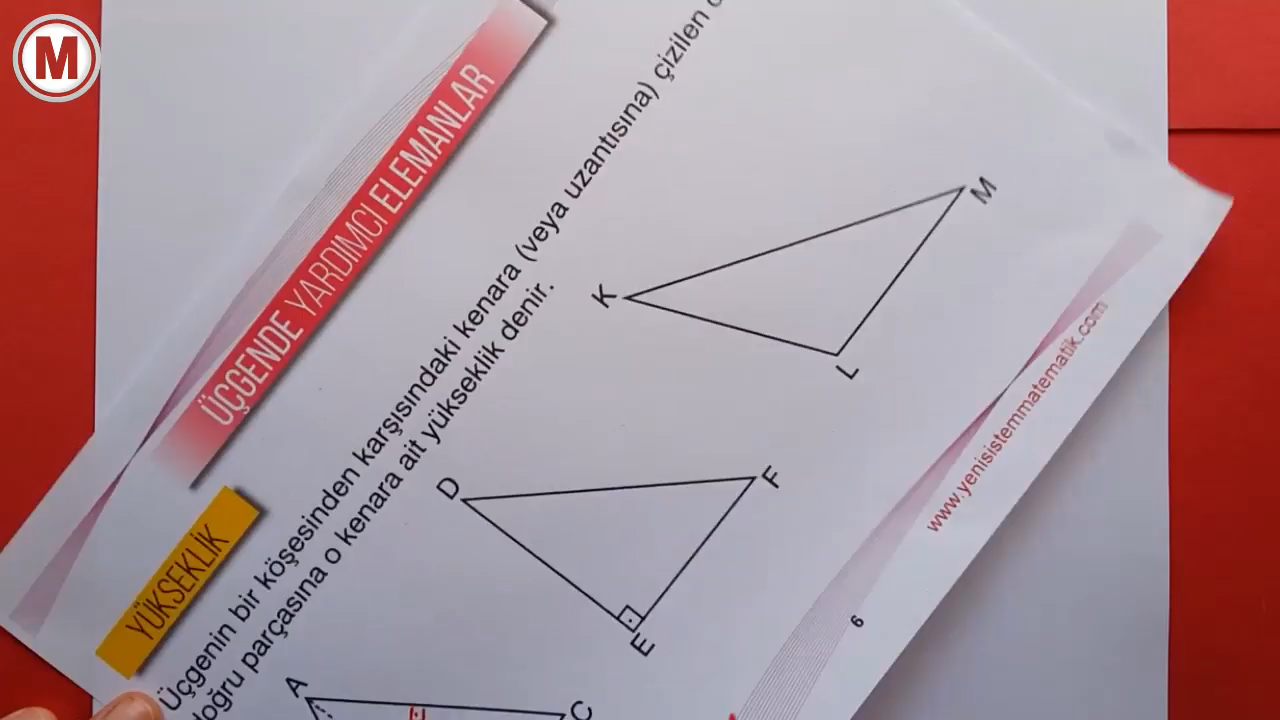 M
ÜÇGENDE YARDIMCI ELEMANLAR
YÜKSEKLİK
Üçgenin bir köşesinden karşısındaki kenara (veya uzantısına) çizilen
doğru parçasına o kenara ait yükseklik denir.
A
C
D
E
F
K
L
M
6
www.yenisistemmatematik.com